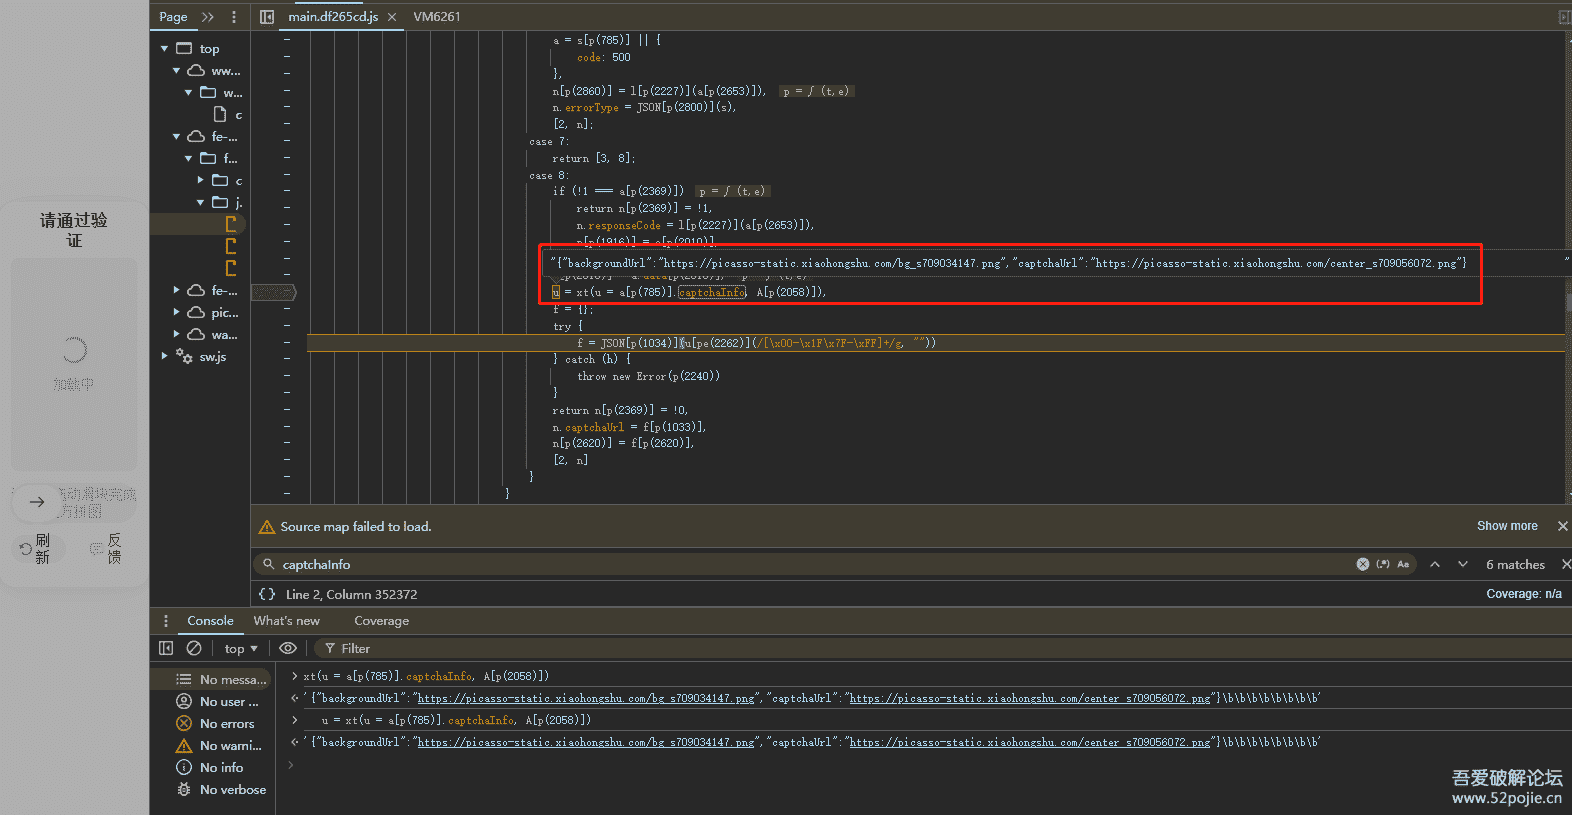 Page
main.df265cd.js
VM6261
top
ww...
w...
c
fe-...
f...
c
j.
fe-...
pic...
wa...
sw.js
请通过验
证
加载中
刷
新
反
馈
a = s[p(785)] || {
code: 500
},
n[p(2860)] = l[p(2227)](a[p(2653)]), p = ƒ (t,e)
n.errorType = JSON[p(2800)](s),
[2, n];
case 7:
return [3, 8];
case 8:
if (!1 === a[p(2369)]) p = ƒ (t,e)
return n[p(2369)] = !1,
n.responseCode = l[p(2227)](a[p(2653)]),
"{"backgroundUrl":"https://picasso-static.xiaohongshu.com/bg_s709034147.png","captchaUrl":"https://picasso-static.xiaohongshu.com/center_s709056072.png"}
u = xt(u = a[p(785)].captchaInfo, A[p(2058)]),
f = {};
try {
f = JSON[p(1034)](u[pe(2262)](/[\x00-\x1F\x7F-\xFF]+/g, ""))
} catch (h) {
throw new Error(p(2240))
}
return n[p(2369)] = !0,
n.captchaUrl = f[p(1033)],
n[p(2620)] = f[p(2620)],
[2, n]
}
}
Source map failed to load.
Show more
captchaInfo
(.*) Aa
6 matches
{} Line 2, Column 352372
Coverage: n/a
Console
What's new
Coverage
top
Filter
No messa...
No user ...
No errors
No warni...
No info
No verbose
xt(u = a[p(785)].captchaInfo, A[p(2058)])
'{"backgroundUrl":"https://picasso-static.xiaohongshu.com/bg_s709034147.png","captchaUrl":"https://picasso-static.xiaohongshu.com/center_s709056072.png"}\b\b\b\b\b\b\b\b'
u = xt(u = a[p(785)].captchaInfo, A[p(2058)])
'{"backgroundUrl":"https://picasso-static.xiaohongshu.com/bg_s709034147.png","captchaUrl":"https://picasso-static.xiaohongshu.com/center_s709056072.png"}\b\b\b\b\b\b\b\b'
吾爱破解论坛
www.52pojie.cn